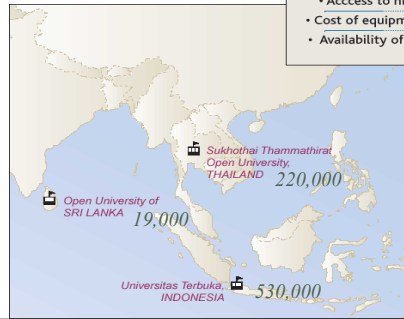 • Acccess to
• Cost of equipm
• Availability of
Sukhothai Thammathirat
Open University,
THAILAND
220,000
Open University of
SRI LANKA
19,000
Universitas Terbuka,
INDONESIA
530,000